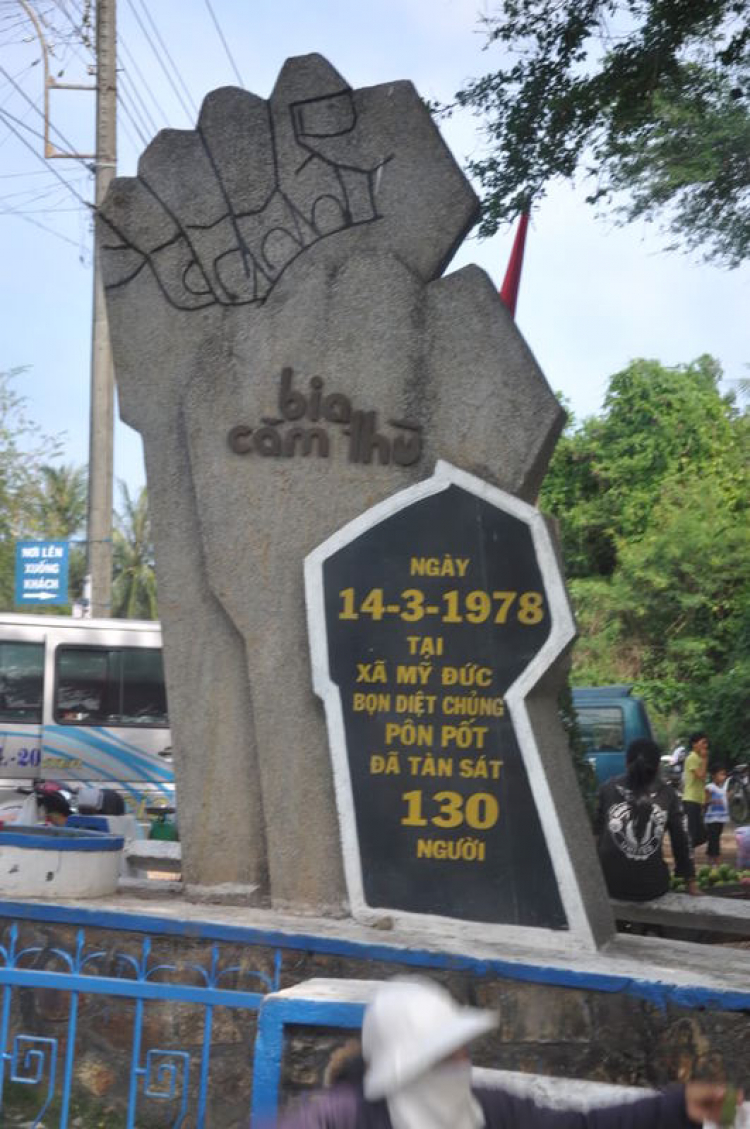 bia
căm thù
NGÀY
14-3-1978
TẠI
XÃ MỸ ĐỨC
BỌN DIỆT CHỦNG
PÔN PỐT
ĐÃ TÀN SÁT
130
NGƯỜI
NƠI LÊN
XUỐNG
KHÁCH